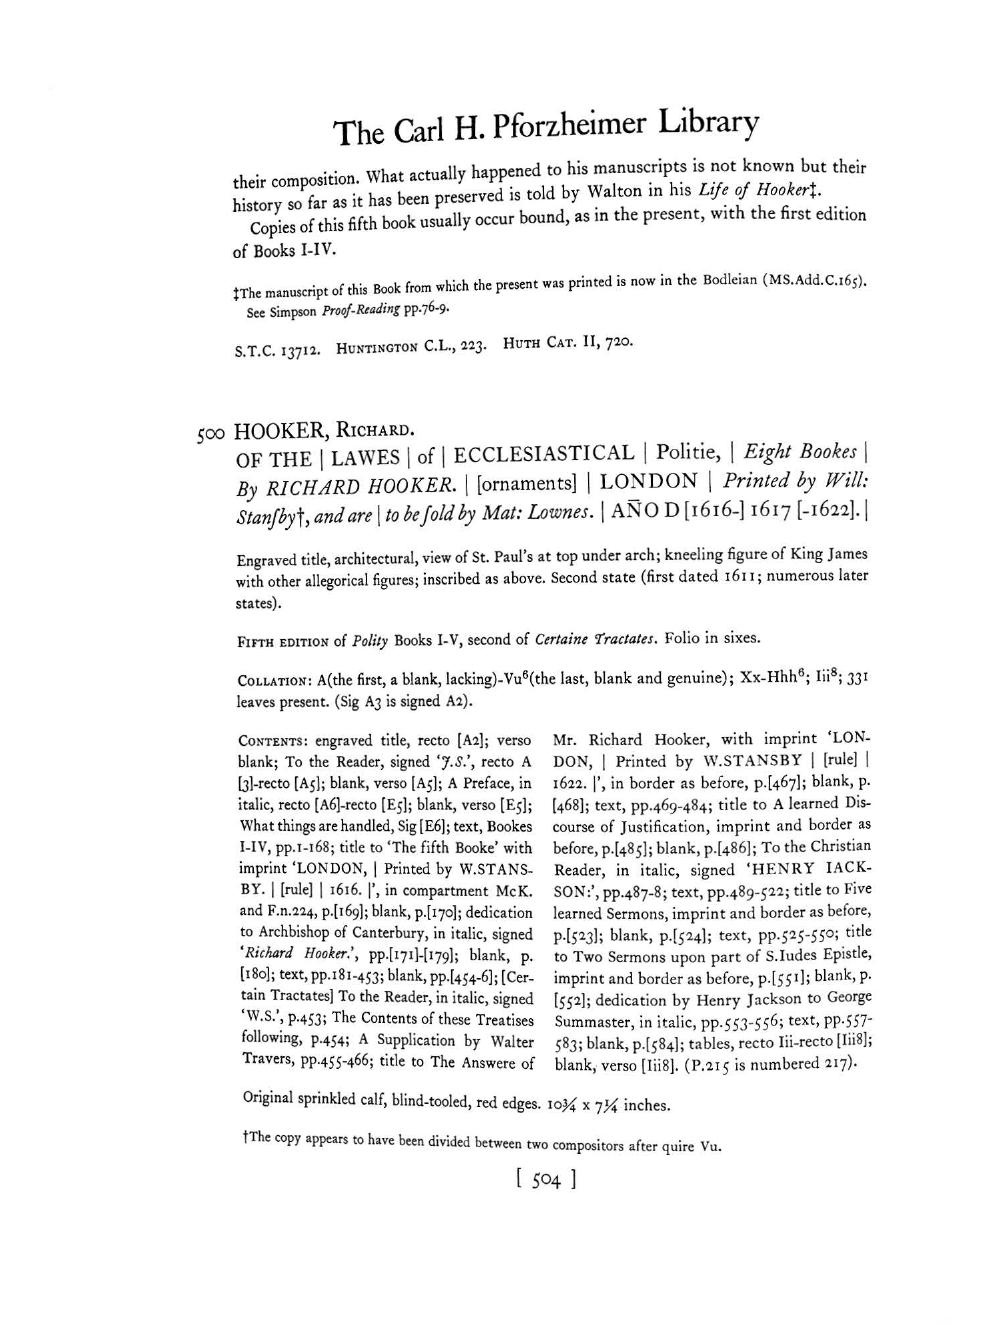 The Carl H. Pforzheimer Library
their composition. What actually happened to his manuscripts is not known but their
history so far as it has been preserved is told by Walton in his Life of Hooker‡.
Copies of this fifth book usually occur bound, as in the present, with the first edition
of Books I-IV.
‡The manuscript of this Book from which the present was printed is now in the Bodleian (MS.Add.C.165).
See Simpson Proof-Reading pp.76-9.
S.T.C. 13712. HUNTINGTON C.L., 223. HUTH CAT. II, 720.
500 HOOKER, RICHARD.
OF THE | LAWES | of | ECCLESIASTICAL | Politie, | Eight Bookes |
By RICHARD HOOKER. | [ornaments] | LONDON | Printed by Will:
Stanſby†, and are | to be ſold by Mat: Lownes. | AÑO D [1616-] 1617 [-1622]. |
Engraved title, architectural, view of St. Paul's at top under arch; kneeling figure of King James
with other allegorical figures; inscribed as above. Second state (first dated 1611; numerous later
states).
FIFTH EDITION of Polity Books I-V, second of Certaine Tractates. Folio in sixes.
COLLATION: A(the first, a blank, lacking)-Vu⁶(the last, blank and genuine); Xx-Hhh⁶; Iii⁸; 331
leaves present. (Sig A3 is signed A2).
CONTENTS: engraved title, recto [A2]; verso
blank; To the Reader, signed 'J.S.', recto A
[3]-recto [A5]; blank, verso [A5]; A Preface, in
italic, recto [A6]-recto [E5]; blank, verso [E5];
What things are handled, Sig [E6]; text, Bookes
I-IV, pp.1-168; title to 'The fifth Booke' with
imprint 'LONDON, | Printed by W.STANS-
BY. | [rule] | 1616. |', in compartment McK.
and F.n.224, p.[169]; blank, p.[170]; dedication
to Archbishop of Canterbury, in italic, signed
'Richard Hooker.', pp.[171]-[179]; blank, p.
[180]; text, pp.181-453; blank, pp.[454-6]; [Cer-
tain Tractates] To the Reader, in italic, signed
'W.S.', p.453; The Contents of these Treatises
following, p.454; A Supplication by Walter
Travers, pp.455-466; title to The Answere of
Mr. Richard Hooker, with imprint 'LON-
DON, | Printed by W.STANSBY | [rule] |
1622. |', in border as before, p.[467]; blank, p.
[468]; text, pp.469-484; title to A learned Dis-
course of Justification, imprint and border as
before, p.[485]; blank, p.[486]; To the Christian
Reader, in italic, signed 'HENRY IACK-
SON:', pp.487-8; text, pp.489-522; title to Five
learned Sermons, imprint and border as before,
p.[523]; blank, p.[524]; text, pp.525-550; title
to Two Sermons upon part of S.Iudes Epistle,
imprint and border as before, p.[551]; blank, p.
[552]; dedication by Henry Jackson to George
Summaster, in italic, pp.553-556; text, pp.557-
583; blank, p.[584]; tables, recto Iii-recto [Iii8];
blank, verso [Iii8]. (P.215 is numbered 217).
Original sprinkled calf, blind-tooled, red edges. 10¾ x 7¼ inches.
†The copy appears to have been divided between two compositors after quire Vu.
[ 504 ]